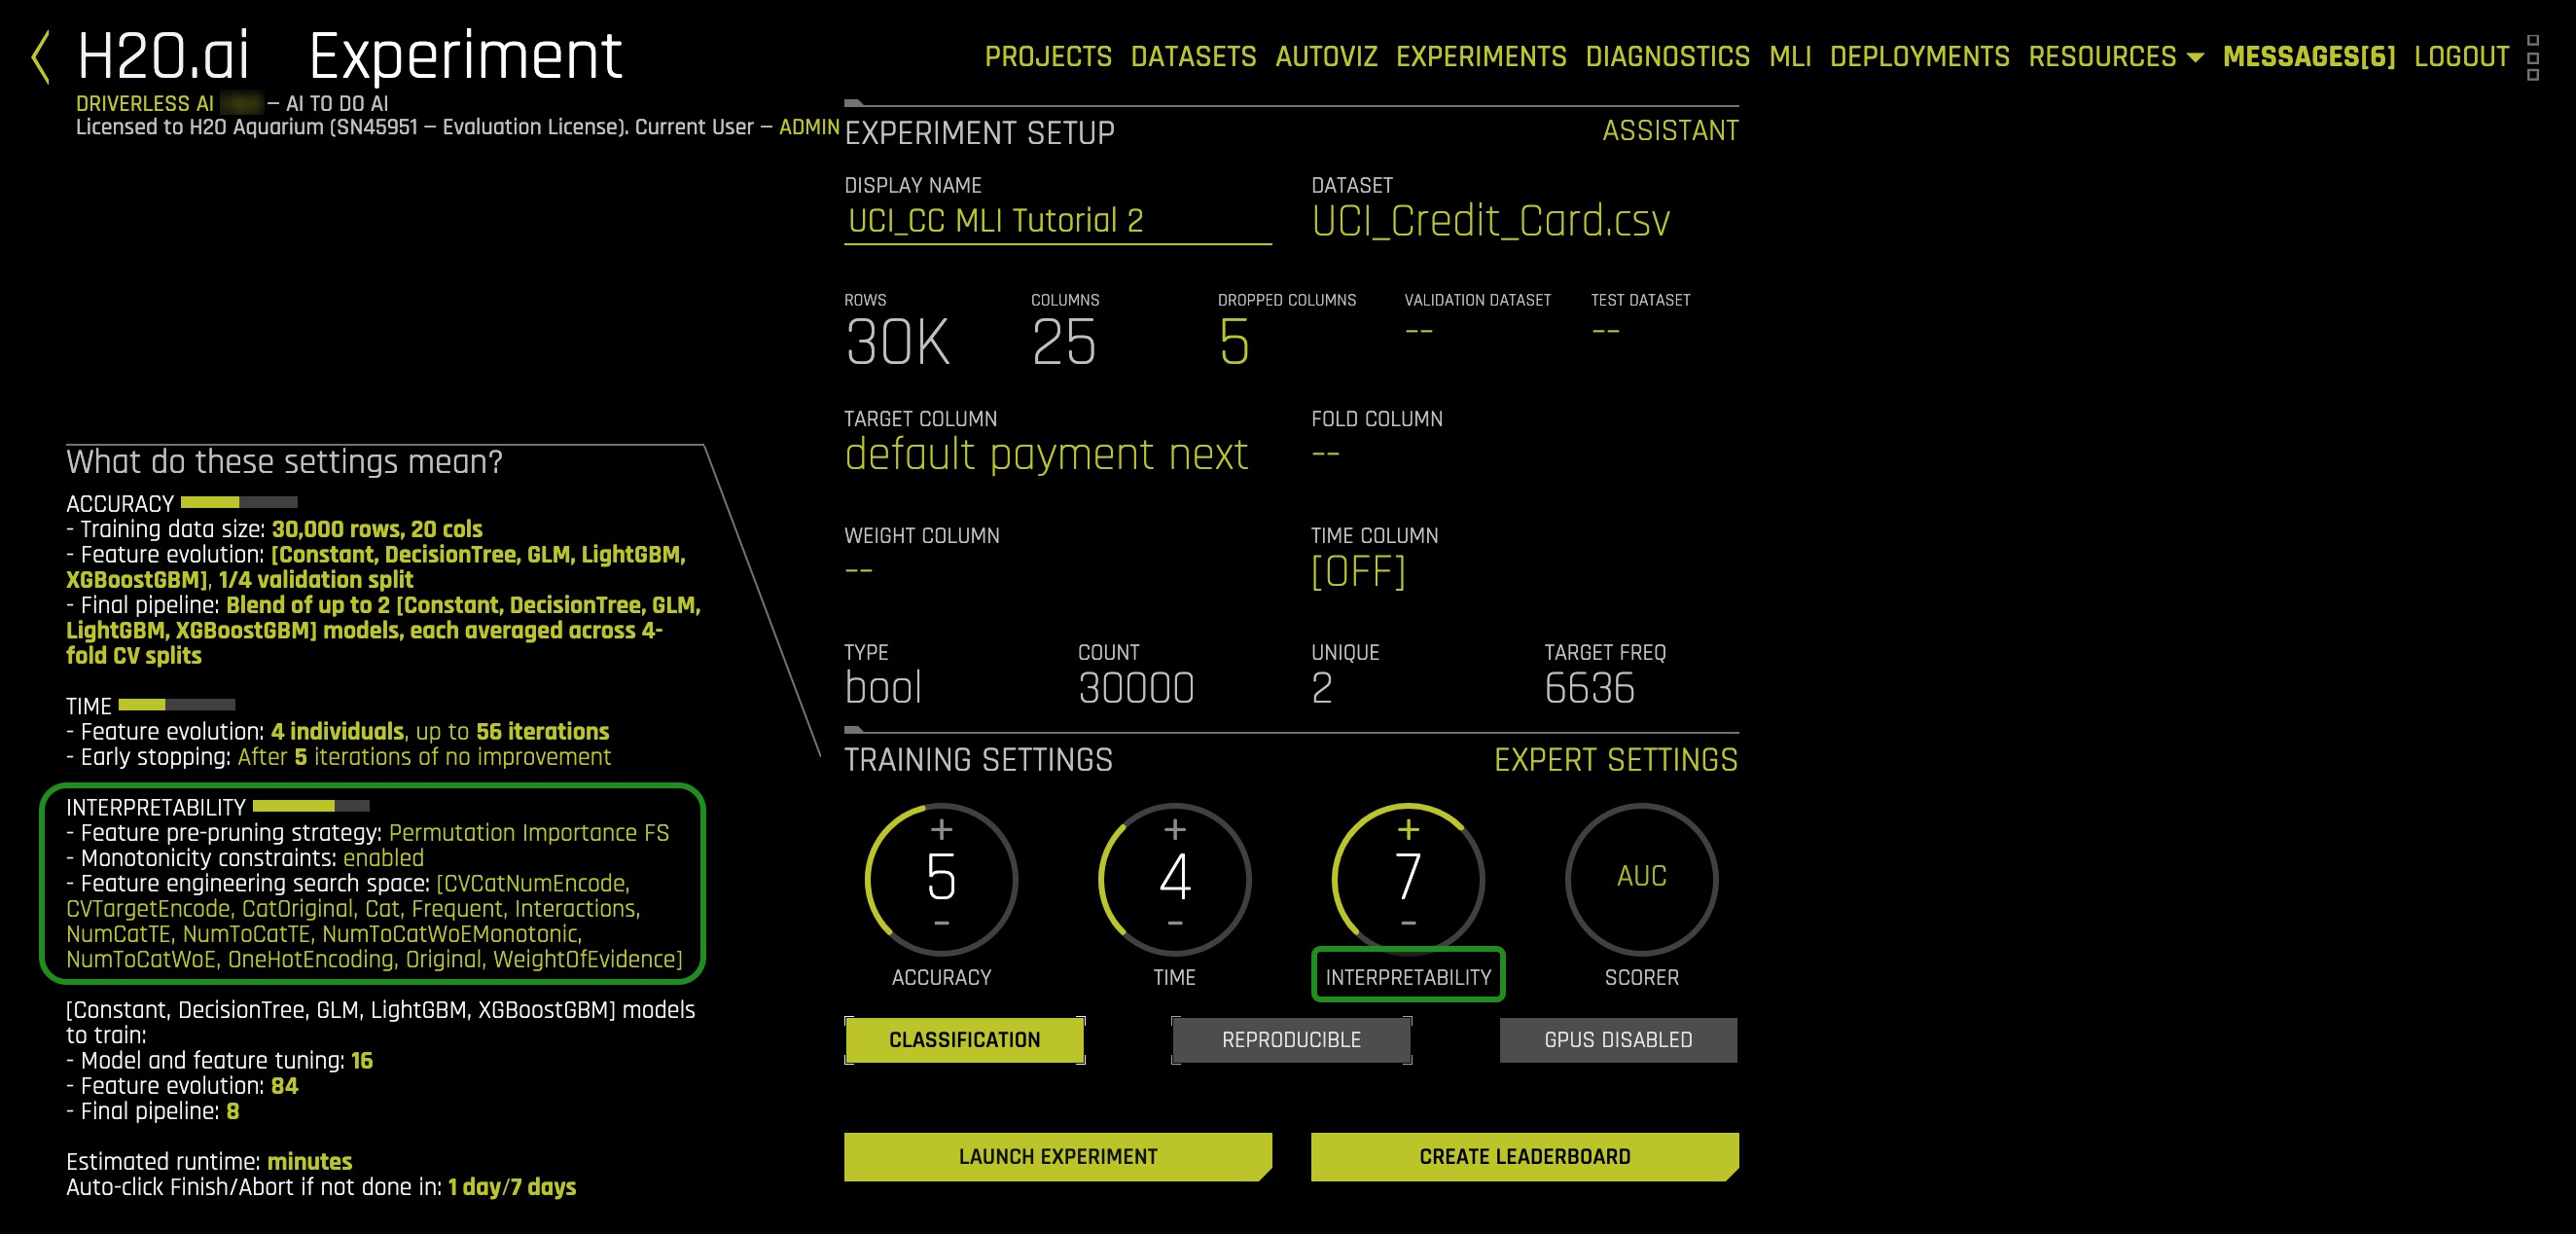 H2O.ai Experiment
PROJECTS DATASETS AUTOVIZ EXPERIMENTS DIAGNOSTICS MLI DEPLOYMENTS RESOURCES MESSAGES[6] LOGOUT
DRIVERLESS AI — AI TO DO AI
Licensed to H2O Aquarium (SN45951 — Evaluation License). Current User — ADMIN
What do these settings mean?
ACCURACY
- Training data size: 30,000 rows, 20 cols
- Feature evolution: [Constant, DecisionTree, GLM, LightGBM,
XGBoostGBM], 1/4 validation split
- Final pipeline: Blend of up to 2 [Constant, DecisionTree, GLM,
LightGBM, XGBoostGBM] models, each averaged across 4-
fold CV splits
TIME
- Feature evolution: 4 individuals, up to 56 iterations
- Early stopping: After 5 iterations of no improvement
INTERPRETABILITY
- Feature pre-pruning strategy: Permutation Importance FS
- Monotonicity constraints: enabled
- Feature engineering search space: [CVCatNumEncode,
CVTargetEncode, CatOriginal, Cat, Frequent, Interactions,
NumCatTE, NumToCatTE, NumToCatWoEMonotonic,
NumToCatWoE, OneHotEncoding, Original, WeightOfEvidence]
[Constant, DecisionTree, GLM, LightGBM, XGBoostGBM] models
to train:
- Model and feature tuning: 16
- Feature evolution: 84
- Final pipeline: 8
Estimated runtime: minutes
Auto-click Finish/Abort if not done in: 1 day/7 days
EXPERIMENT SETUP ASSISTANT
DISPLAY NAME DATASET
UCI_CC MLI Tutorial 2 UCI_Credit_Card.csv
ROWS COLUMNS DROPPED COLUMNS VALIDATION DATASET TEST DATASET
30K 25 5 -- --
TARGET COLUMN FOLD COLUMN
default payment next --
WEIGHT COLUMN TIME COLUMN
-- [OFF]
TYPE COUNT UNIQUE TARGET FREQ
bool 30000 2 6636
TRAINING SETTINGS EXPERT SETTINGS
+ + +
5 4 7 AUC
- - -
ACCURACY TIME INTERPRETABILITY SCORER
CLASSIFICATION REPRODUCIBLE GPUS DISABLED
LAUNCH EXPERIMENT CREATE LEADERBOARD